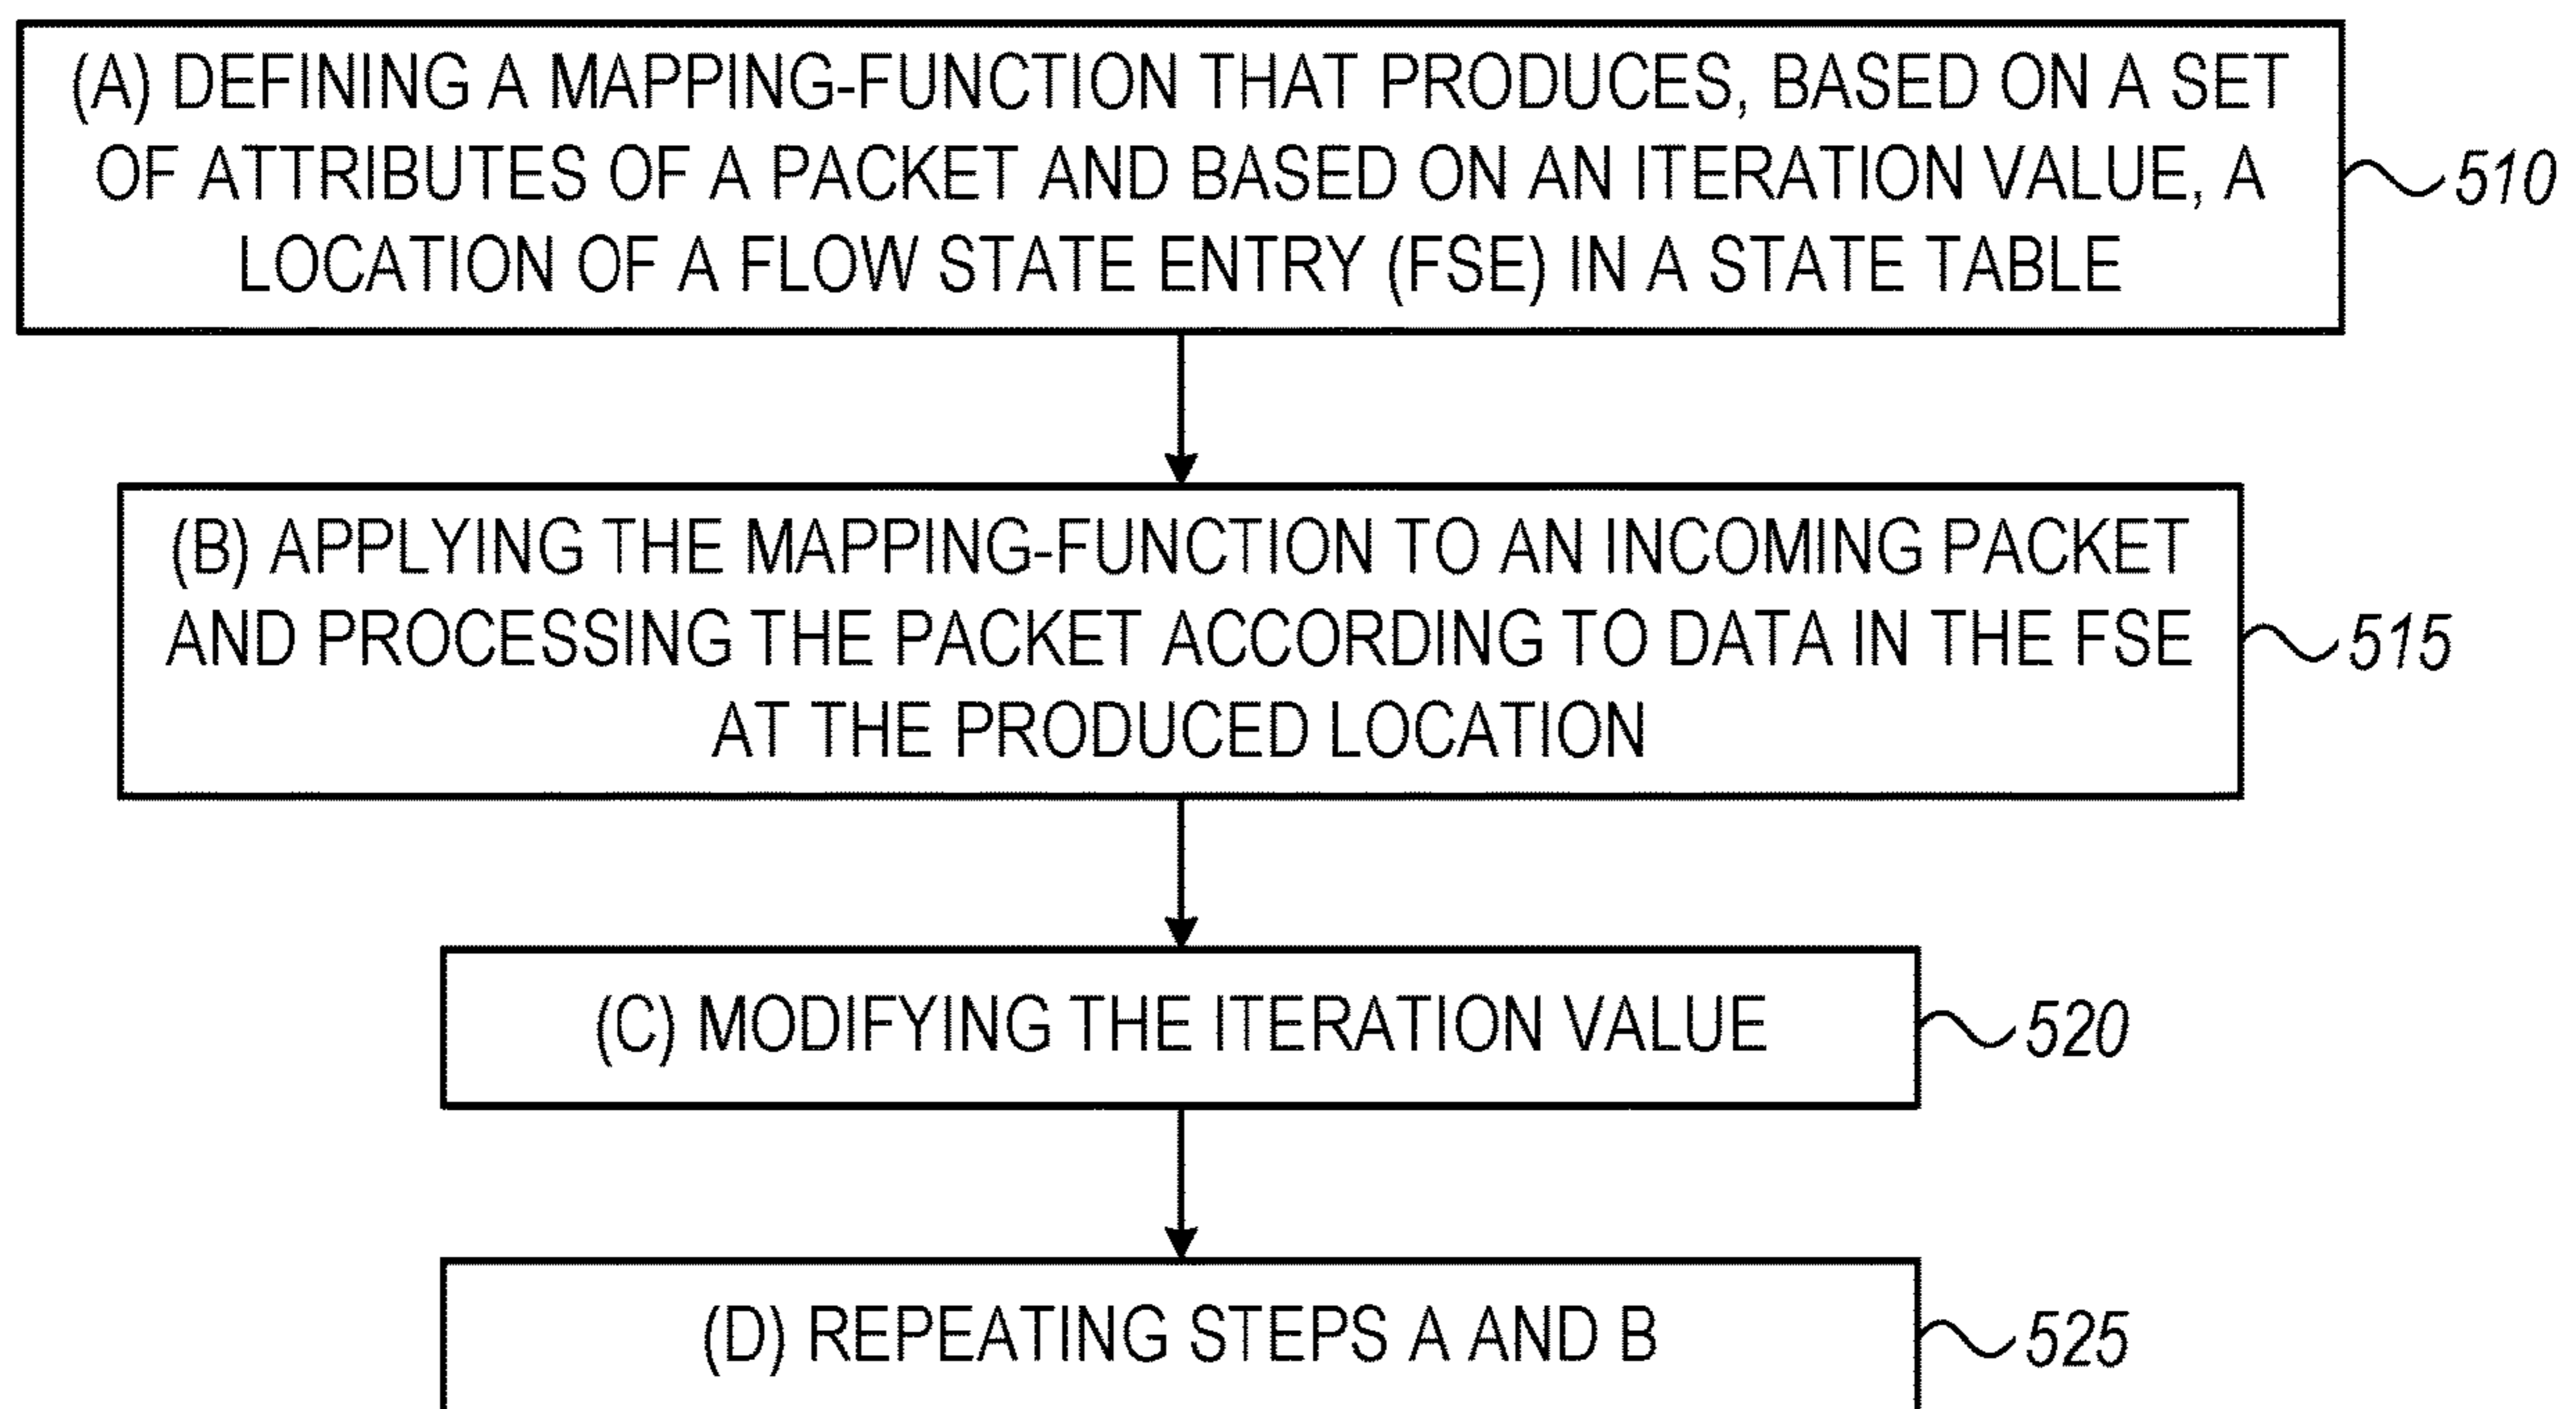 (A) DEFINING A MAPPING-FUNCTION THAT PRODUCES, BASED ON A SET
OF ATTRIBUTES OF A PACKET AND BASED ON AN ITERATION VALUE, A
LOCATION OF A FLOW STATE ENTRY (FSE) IN A STATE TABLE
510
(B) APPLYING THE MAPPING-FUNCTION TO AN INCOMING PACKET
AND PROCESSING THE PACKET ACCORDING TO DATA IN THE FSE
AT THE PRODUCED LOCATION
515
(C) MODIFYING THE ITERATION VALUE
520
(D) REPEATING STEPS A AND B
525